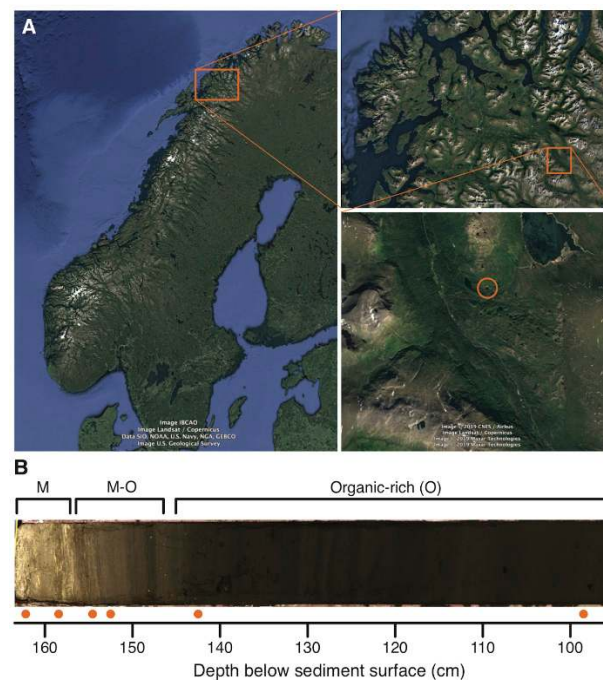 A
Image IBCAO
Image Landsat / Copernicus
Data SIO, NOAA, U.S. Navy, NGA, GEBCO
Image U.S. Geological Survey
Image © 2019 CNES / Airbus
Image Landsat / Copernicus
Image © 2019 Maxar Technologies
Image © 2019 Maxar Technologies
B
M
M-O
Organic-rich (O)
160
150
140
130
120
110
100
Depth below sediment surface (cm)